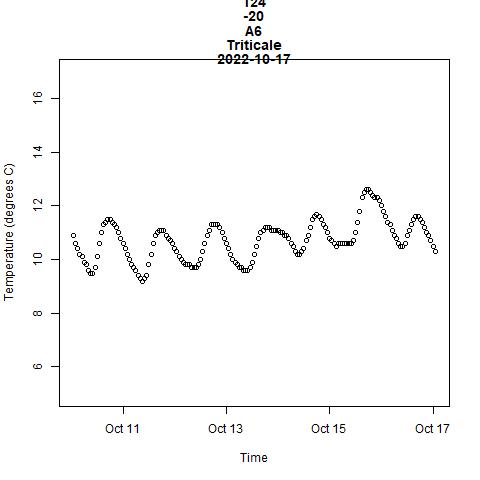 124
-20
A6
Triticale
2022-10-17
Temperature (degrees C)
16
14
12
10
8
6
Oct 11
Oct 13
Oct 15
Oct 17
Time